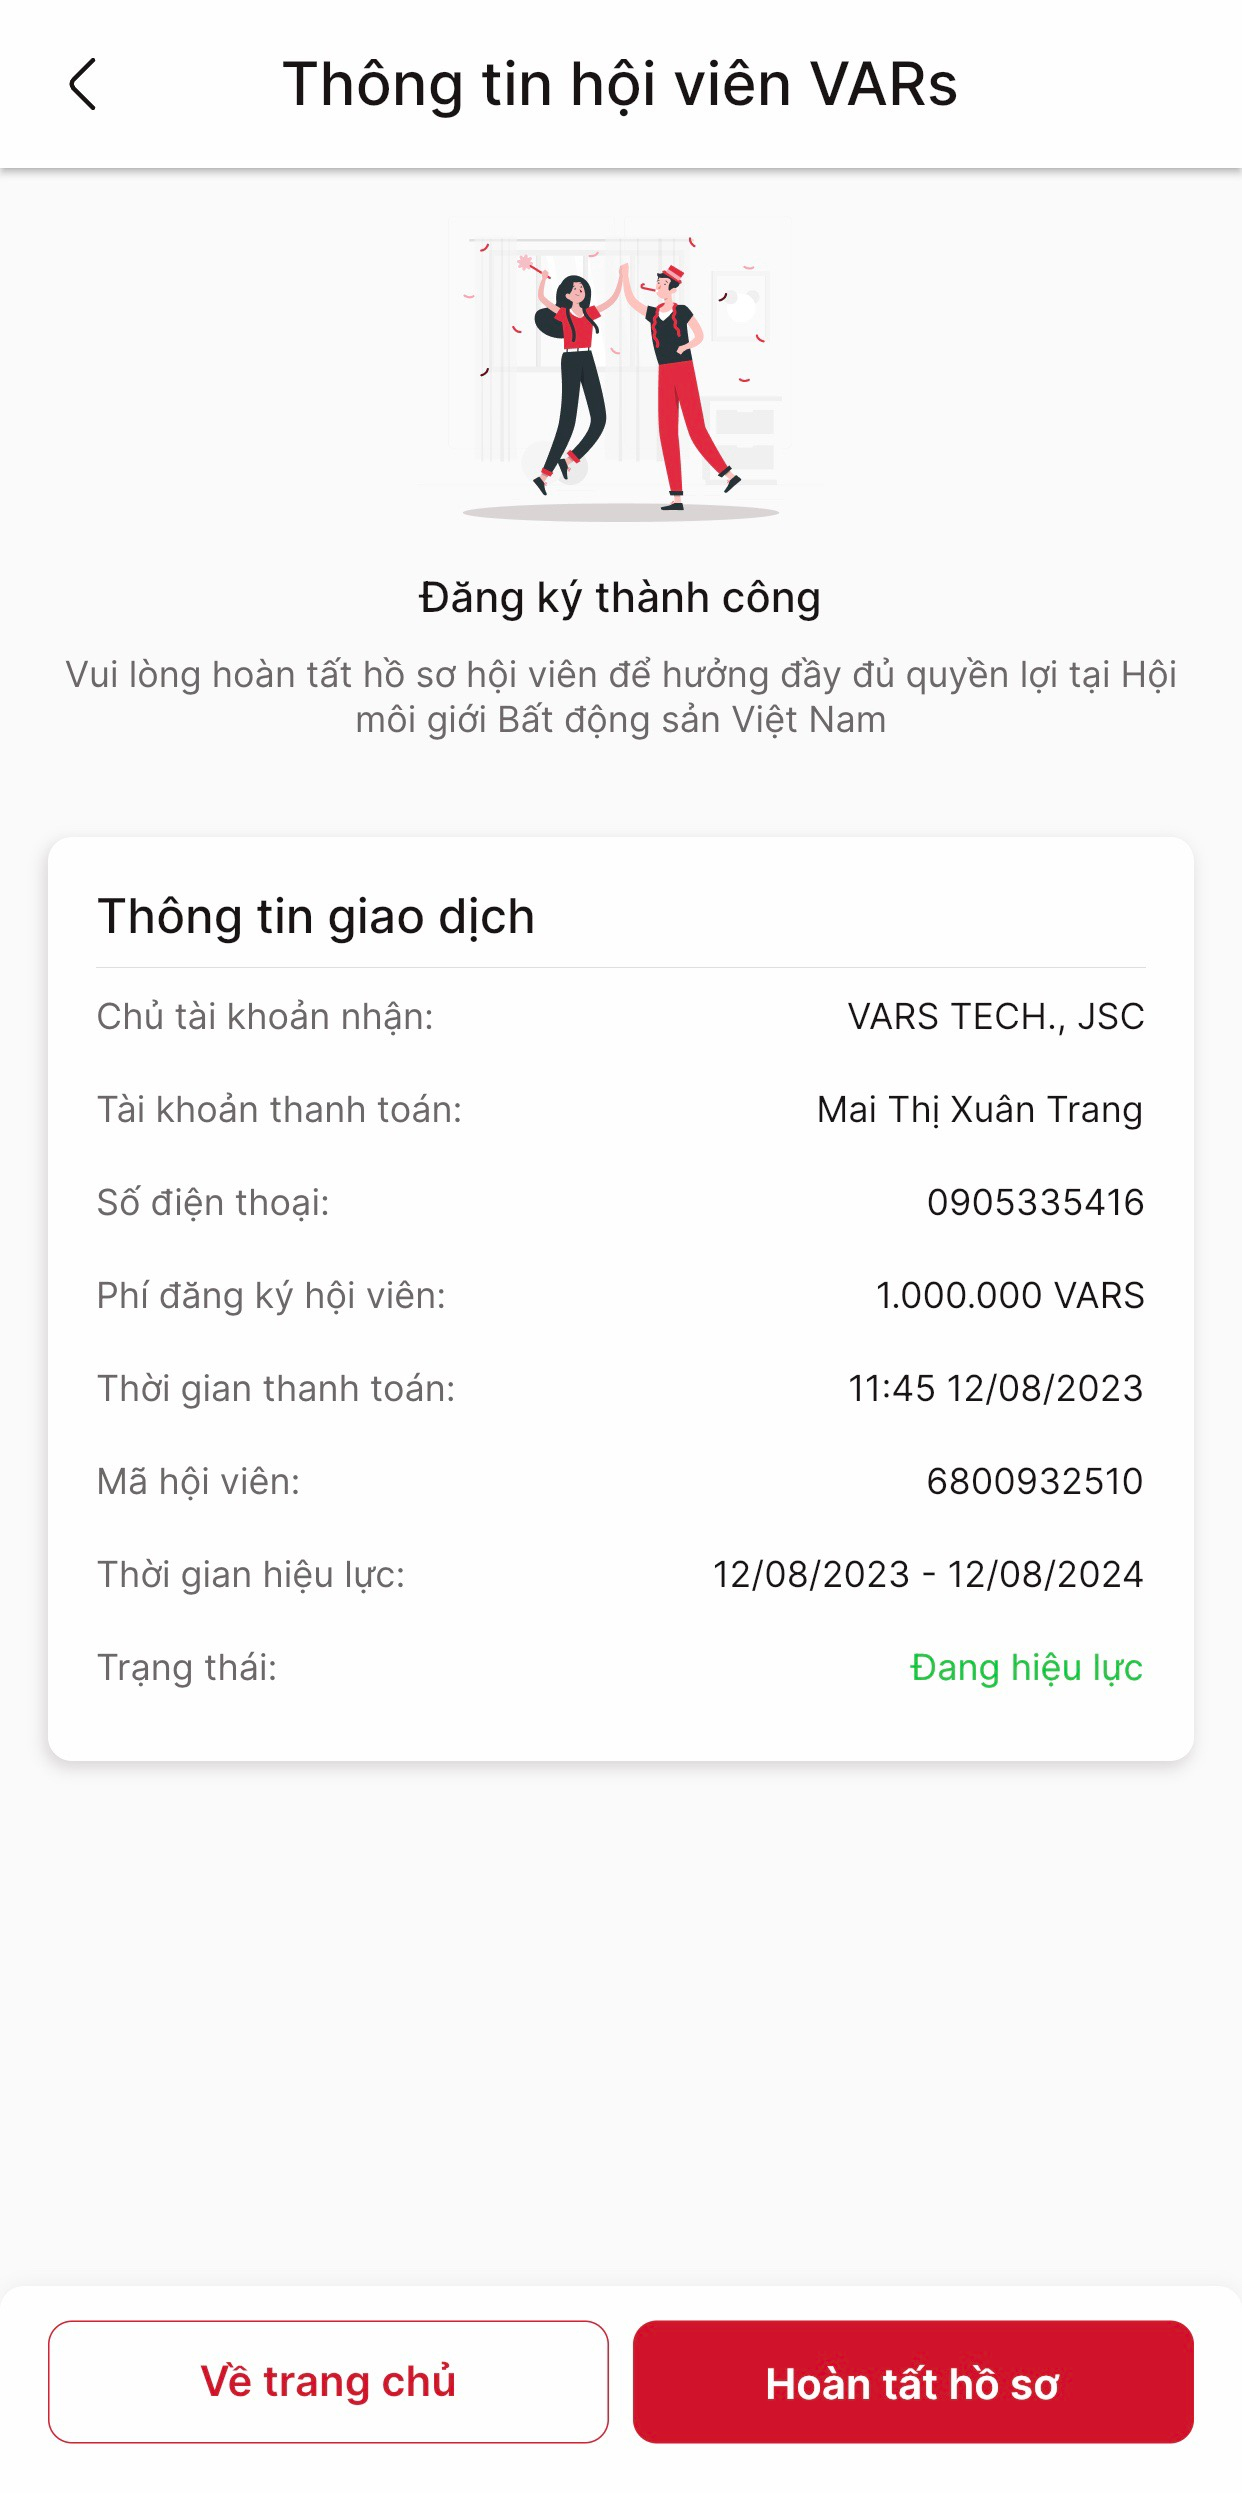 Thông tin hội viên VARs
Đăng ký thành công
Vui lòng hoàn tất hồ sơ hội viên để hưởng đầy đủ quyền lợi tại Hội
môi giới Bất động sản Việt Nam
Thông tin giao dịch
Chủ tài khoản nhận: VARS TECH., JSC
Tài khoản thanh toán: Mai Thị Xuân Trang
Số điện thoại: 0905335416
Phí đăng ký hội viên: 1.000.000 VARS
Thời gian thanh toán: 11:45 12/08/2023
Mã hội viên: 6800932510
Thời gian hiệu lực: 12/08/2023 - 12/08/2024
Trạng thái: Đang hiệu lực
Về trang chủ
Hoàn tất hồ sơ